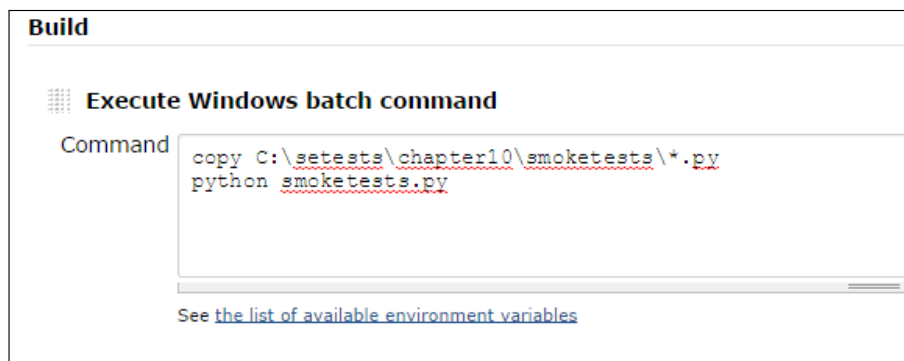 Build
Execute Windows batch command
Command
copy C:\setests\chapter10\smoketests\*.py
python smoketests.py
See the list of available environment variables